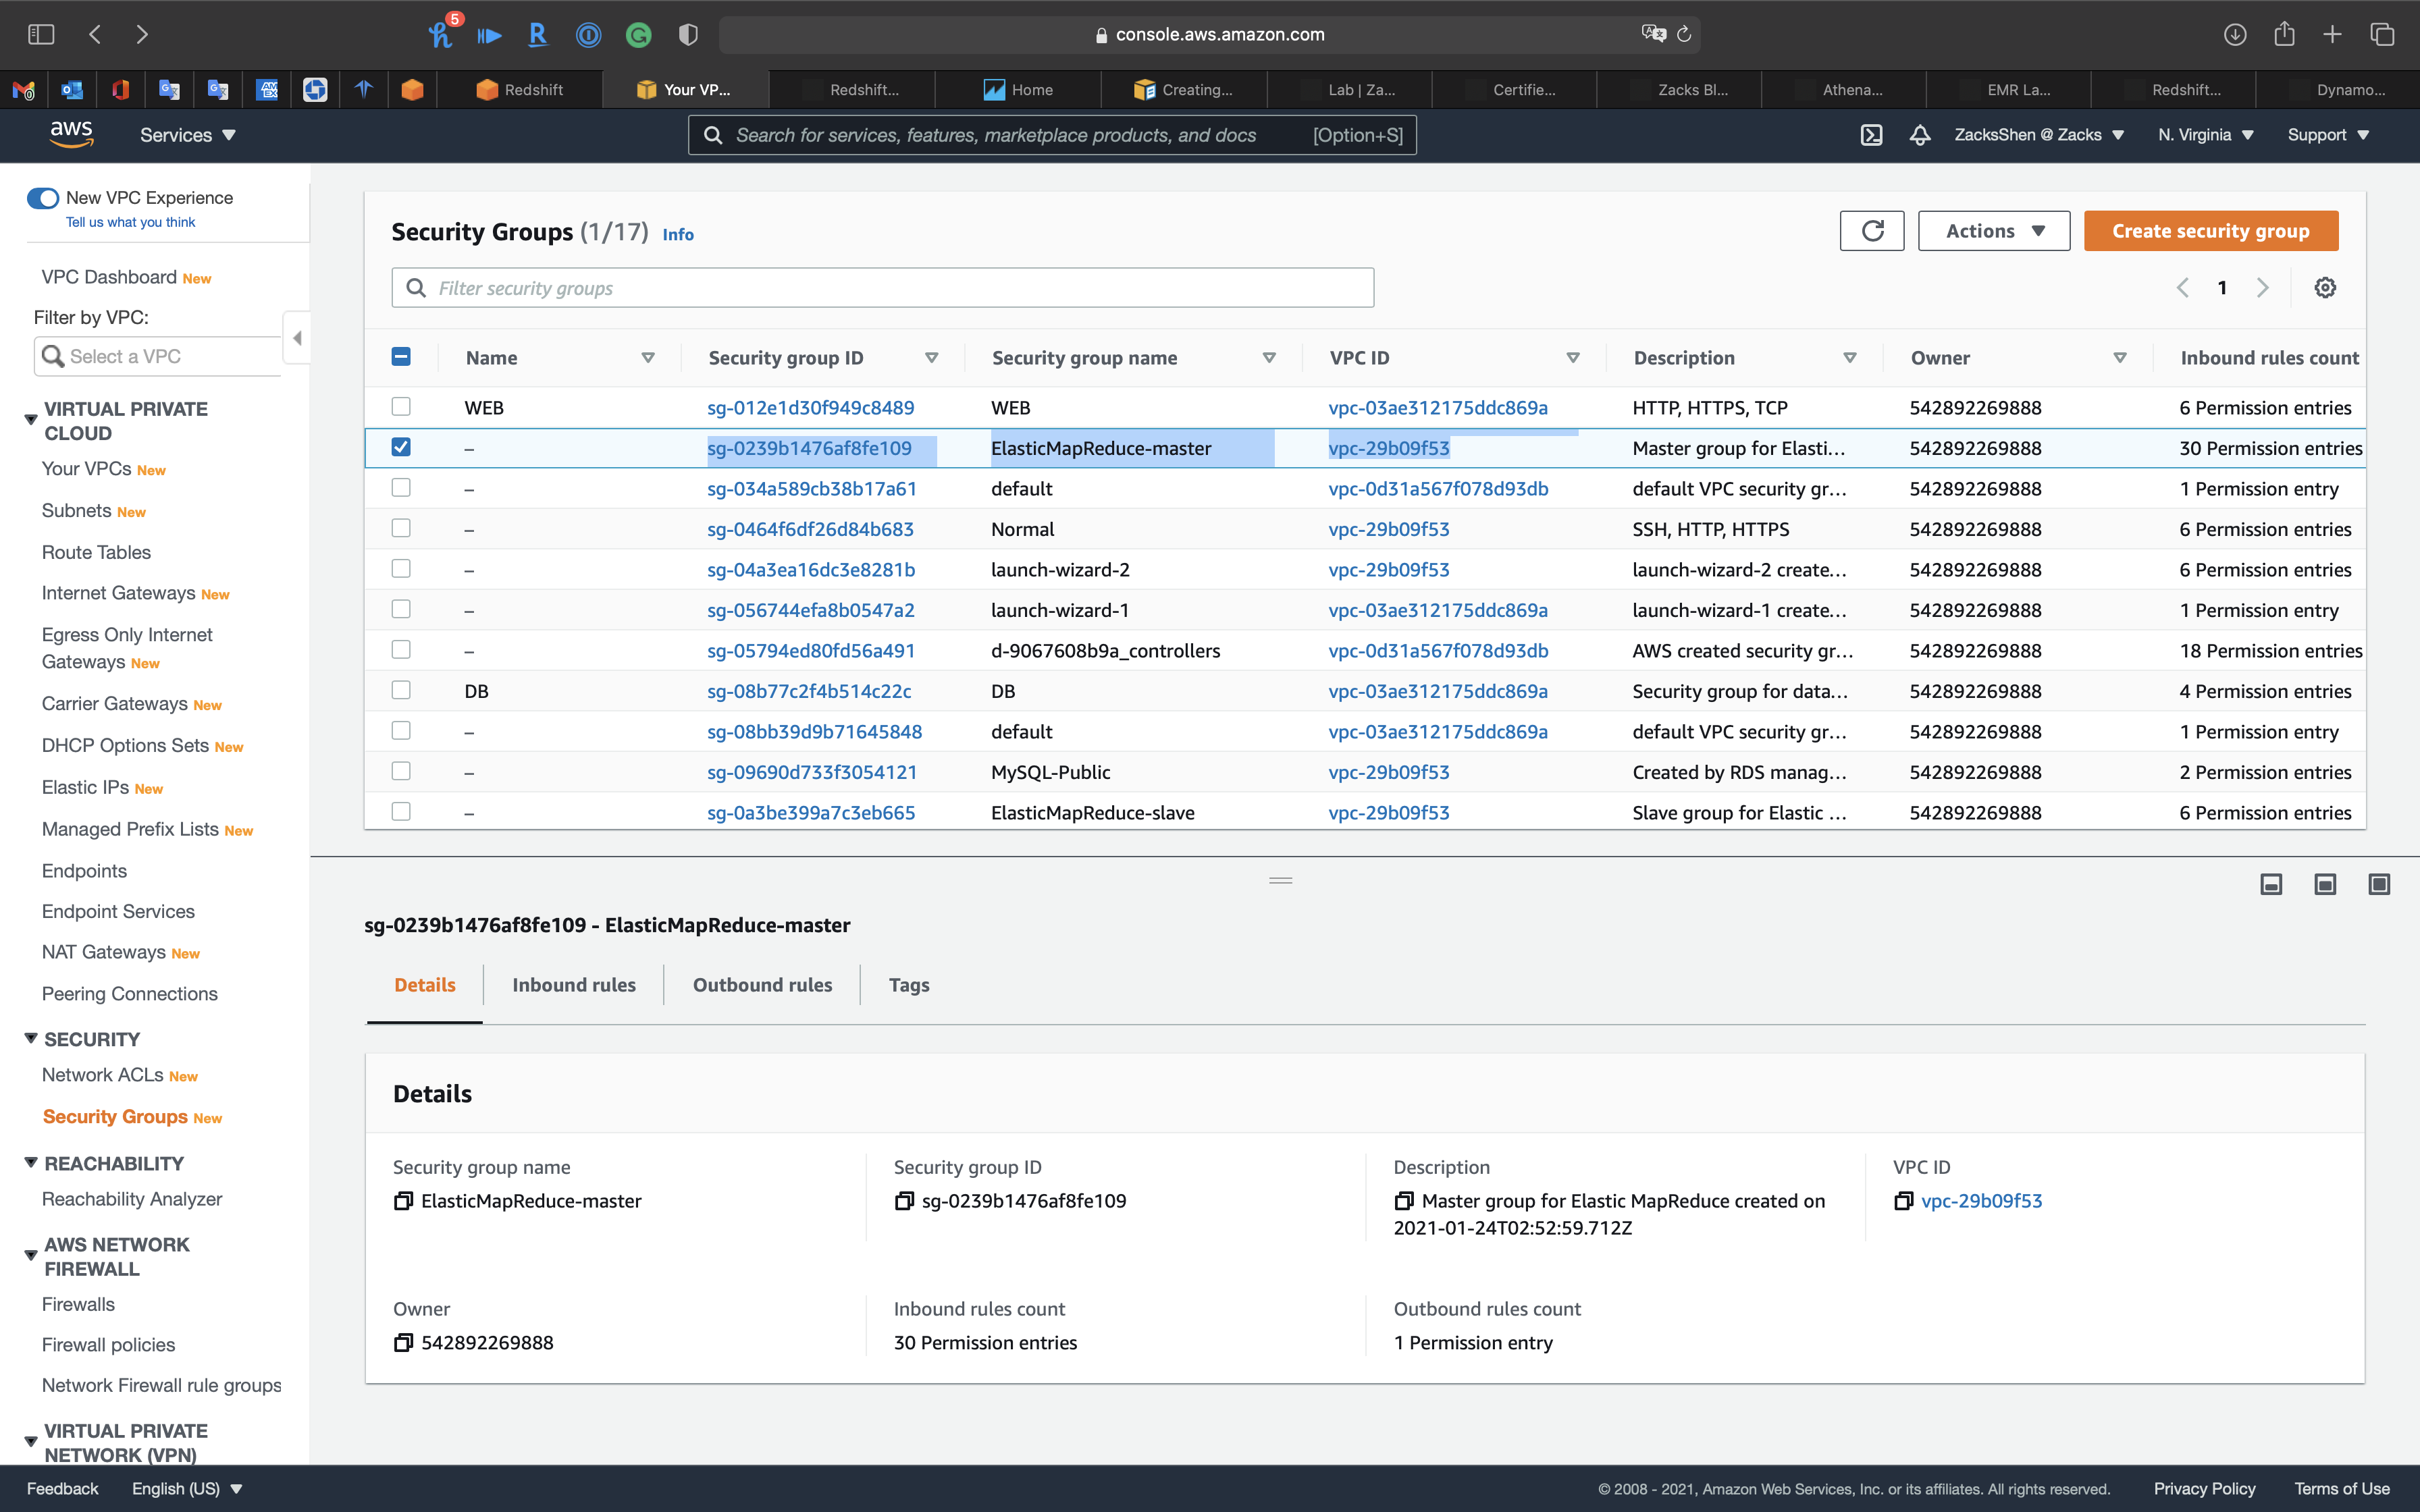 5
console.aws.amazon.com
Redshift
Your VP...
Redshift...
Home
Creating...
Lab | Za...
Certifie...
Zacks Bl...
Athena...
EMR La...
Redshift...
Dynamo...
aws
Services
Search for services, features, marketplace products, and docs [Option+S]
ZacksShen @ Zacks
N. Virginia
Support
New VPC Experience
Tell us what you think
VPC Dashboard New
Filter by VPC:
Select a VPC
VIRTUAL PRIVATE
CLOUD
Your VPCs New
Subnets New
Route Tables
Internet Gateways New
Egress Only Internet
Gateways New
Carrier Gateways New
DHCP Options Sets New
Elastic IPs New
Managed Prefix Lists New
Endpoints
Endpoint Services
NAT Gateways New
Peering Connections
SECURITY
Network ACLs New
Security Groups New
REACHABILITY
Reachability Analyzer
AWS NETWORK
FIREWALL
Firewalls
Firewall policies
Network Firewall rule groups
VIRTUAL PRIVATE
NETWORK (VPN)
Security Groups (1/17) Info
Actions
Create security group
Filter security groups
1
Name Security group ID Security group name VPC ID Description Owner Inbound rules count
WEB sg-012e1d30f949c8489 WEB vpc-03ae312175ddc869a HTTP, HTTPS, TCP 542892269888 6 Permission entries
– sg-0239b1476af8fe109 ElasticMapReduce-master vpc-29b09f53 Master group for Elasti... 542892269888 30 Permission entries
– sg-034a589cb38b17a61 default vpc-0d31a567f078d93db default VPC security gr... 542892269888 1 Permission entry
– sg-0464f6df26d84b683 Normal vpc-29b09f53 SSH, HTTP, HTTPS 542892269888 6 Permission entries
– sg-04a3ea16dc3e8281b launch-wizard-2 vpc-29b09f53 launch-wizard-2 create... 542892269888 6 Permission entries
– sg-056744efa8b0547a2 launch-wizard-1 vpc-03ae312175ddc869a launch-wizard-1 create... 542892269888 1 Permission entry
– sg-05794ed80fd56a491 d-9067608b9a_controllers vpc-0d31a567f078d93db AWS created security gr... 542892269888 18 Permission entries
DB sg-08b77c2f4b514c22c DB vpc-03ae312175ddc869a Security group for data... 542892269888 4 Permission entries
– sg-08bb39d9b71645848 default vpc-03ae312175ddc869a default VPC security gr... 542892269888 1 Permission entry
– sg-09690d733f3054121 MySQL-Public vpc-29b09f53 Created by RDS manag... 542892269888 2 Permission entries
– sg-0a3be399a7c3eb665 ElasticMapReduce-slave vpc-29b09f53 Slave group for Elastic ... 542892269888 6 Permission entries
sg-0239b1476af8fe109 - ElasticMapReduce-master
Details
Inbound rules
Outbound rules
Tags
Details
Security group name
ElasticMapReduce-master
Security group ID
sg-0239b1476af8fe109
Description
Master group for Elastic MapReduce created on
2021-01-24T02:52:59.712Z
VPC ID
vpc-29b09f53
Owner
542892269888
Inbound rules count
30 Permission entries
Outbound rules count
1 Permission entry
Feedback
English (US)
© 2008 - 2021, Amazon Web Services, Inc. or its affiliates. All rights reserved.
Privacy Policy
Terms of Use